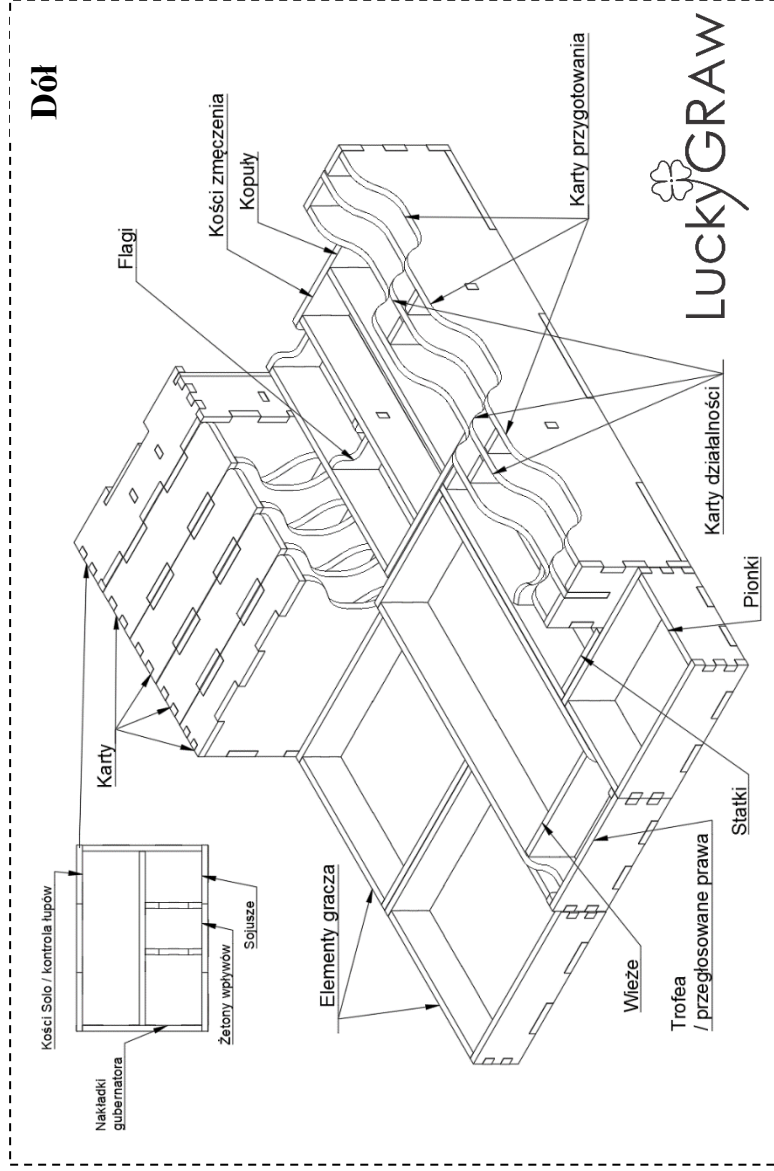 Dół
Kości Solo / kontrola łupów
Nakładki
gubernatora
Żetony wpływów
Sojusze
Karty
Flagi
Kości zmęczenia
Kopuły
Elementy gracza
Karty przygotowania
Karty działalności
Wieże
Trofea
/ przegłosowane prawa
Statki
Pionki
LuckyGRAW